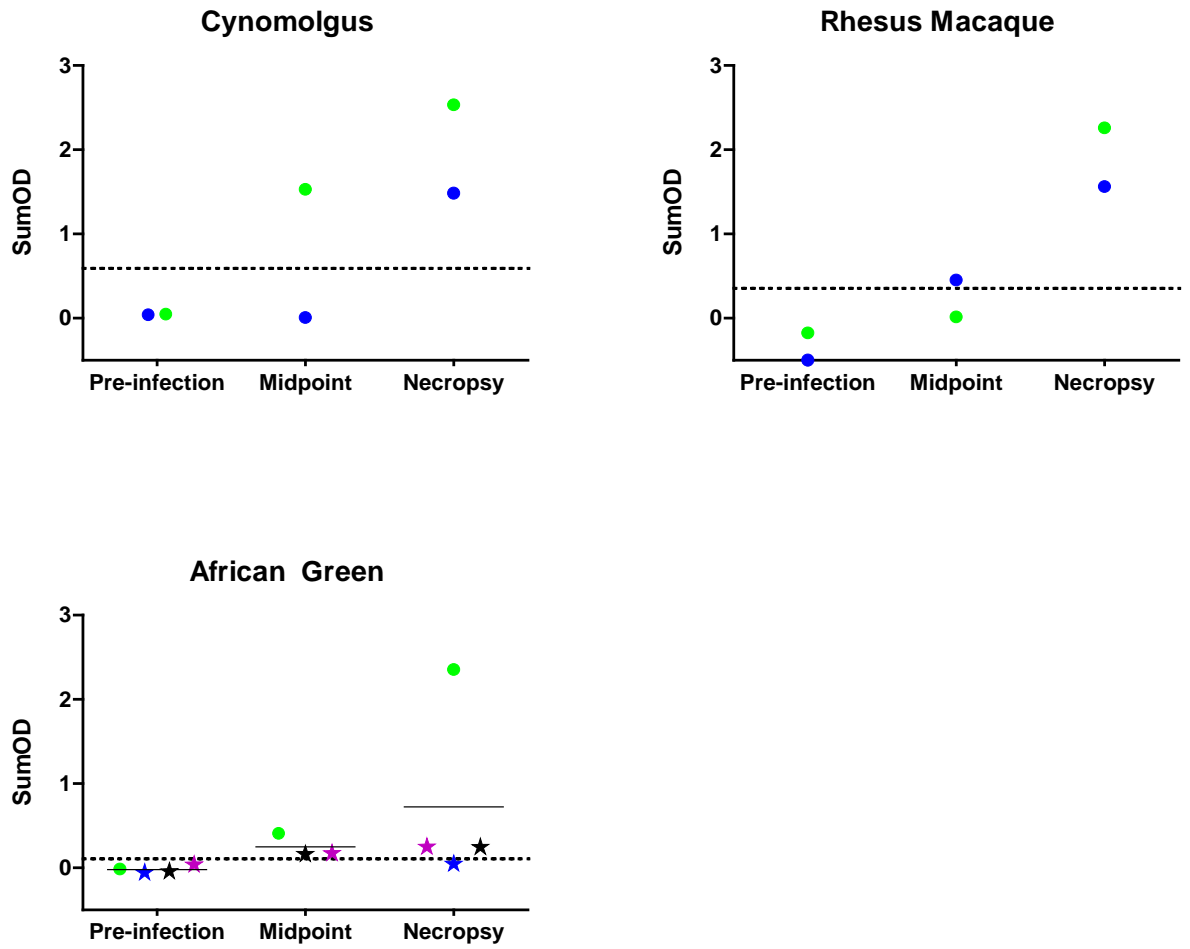 Cynomolgus
3
2
1
0
SumOD
Pre-infection Midpoint Necropsy
Rhesus Macaque
3
2
1
0
SumOD
Pre-infection Midpoint Necropsy
African Green
3
2
1
0
SumOD
Pre-infection Midpoint Necropsy